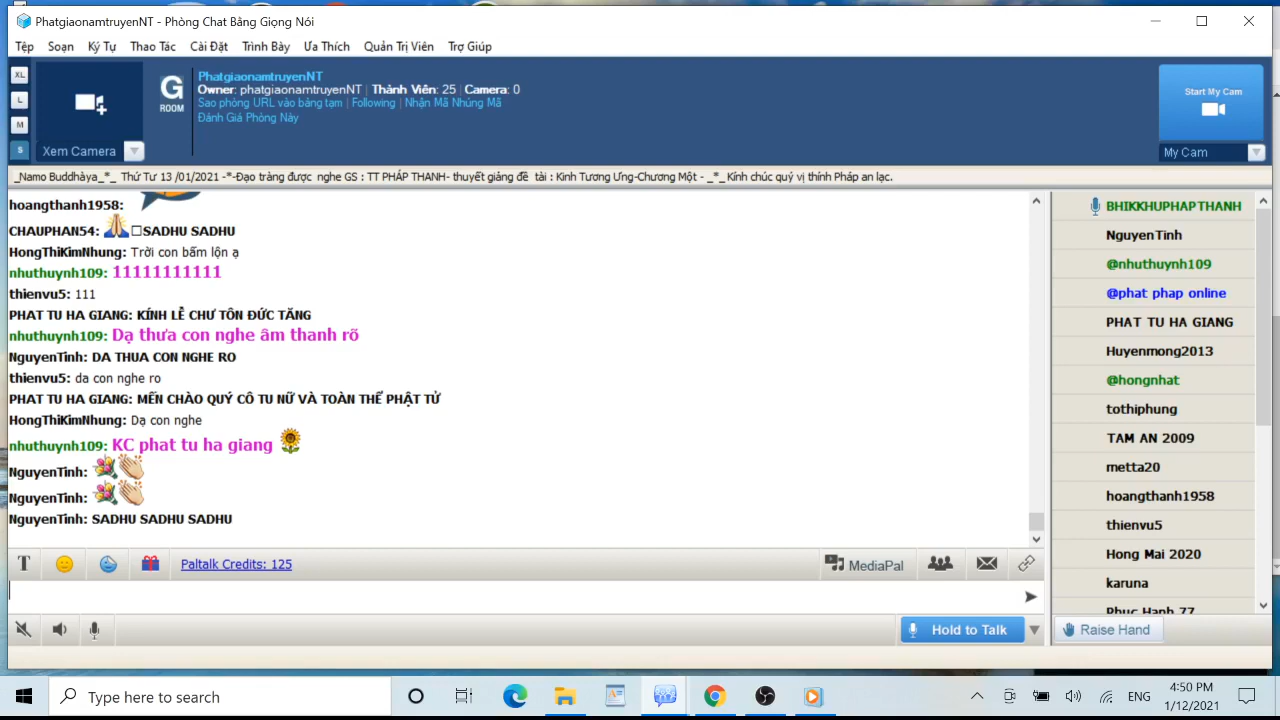 PhatgiaonamtruyenNT - Phòng Chat Bằng Giọng Nói
Tệp Soạn Ký Tự Thao Tác Cài Đặt Trình Bày Ưa Thích Quản Trị Viên Trợ Giúp
XL
L
M
S
Xem Camera
G
ROOM
PhatgiaonamtruyenNT
Owner: phatgiaonamtruyenNT | Thành Viên: 25 | Camera: 0
Sao phòng URL vào bảng tạm | Following | Nhận Mã Nhúng Mã
Đánh Giá Phòng Này
Start My Cam
My Cam
_Namo Buddhàya_*_ Thứ Tư 13 /01/2021 -*-Đạo tràng được nghe GS : TT PHÁP THANH- thuyết giảng đề tài : Kinh Tương Ưng-Chương Một - _*_Kính chúc quý vị thính Pháp an lạc.
hoangthanh1958:
CHAUPHAN54: SADHU SADHU
HongThiKimNhung: Trời con bấm lộn ạ
nhuthuynh109: 11111111111
thienvu5: 111
PHAT TU HA GIANG: KÍNH LỄ CHƯ TÔN ĐỨC TĂNG
nhuthuynh109: Dạ thưa con nghe âm thanh rõ
NguyenTinh: DA THUA CON NGHE RO
thienvu5: da con nghe ro
PHAT TU HA GIANG: MẾN CHÀO QUÝ CÔ TU NỮ VÀ TOÀN THỂ PHẬT TỬ
HongThiKimNhung: Dạ con nghe
nhuthuynh109: KC phat tu ha giang
NguyenTinh:
NguyenTinh:
NguyenTinh: SADHU SADHU SADHU
BHIKKHUPHAPTHANH
NguyenTinh
@nhuthuynh109
@phat phap online
PHAT TU HA GIANG
Huyenmong2013
@hongnhat
tothiphung
TAM AN 2009
metta20
hoangthanh1958
thienvu5
Hong Mai 2020
karuna
Phuc Hanh 77
T
Paltalk Credits: 125
MediaPal
Hold to Talk
Raise Hand
Type here to search
ENG
4:50 PM
1/12/2021